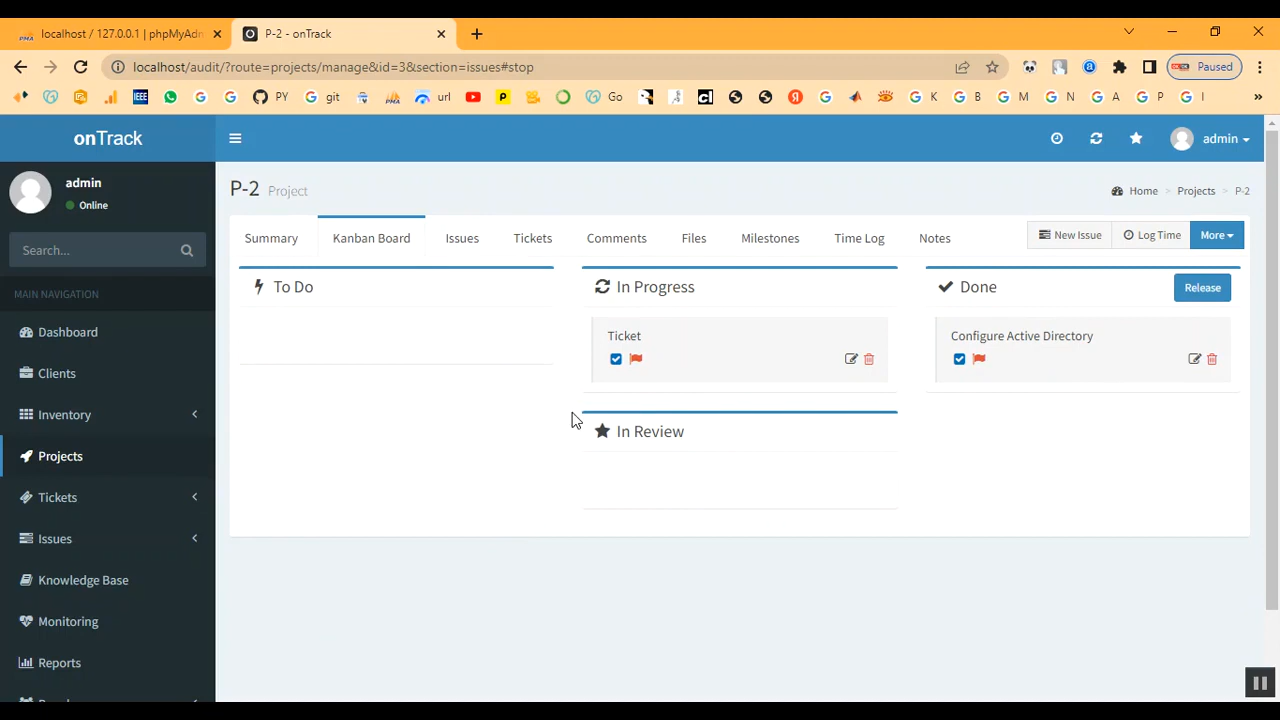 localhost / 127.0.0.1 | phpMyAdn
P-2 - onTrack
localhost/audit/?route=projects/manage&id=3&section=issues#stop
Paused
IEEE
PY
git
url
Go
K
B
M
N
A
P
I
onTrack
admin
admin
Online
Search...
MAIN NAVIGATION
Dashboard
Clients
Inventory
Projects
Tickets
Issues
Knowledge Base
Monitoring
Reports
P-2 Project
Home > Projects > P-2
Summary
Kanban Board
Issues
Tickets
Comments
Files
Milestones
Time Log
Notes
New Issue
Log Time
More
To Do
In Progress
Ticket
In Review
Done
Release
Configure Active Directory